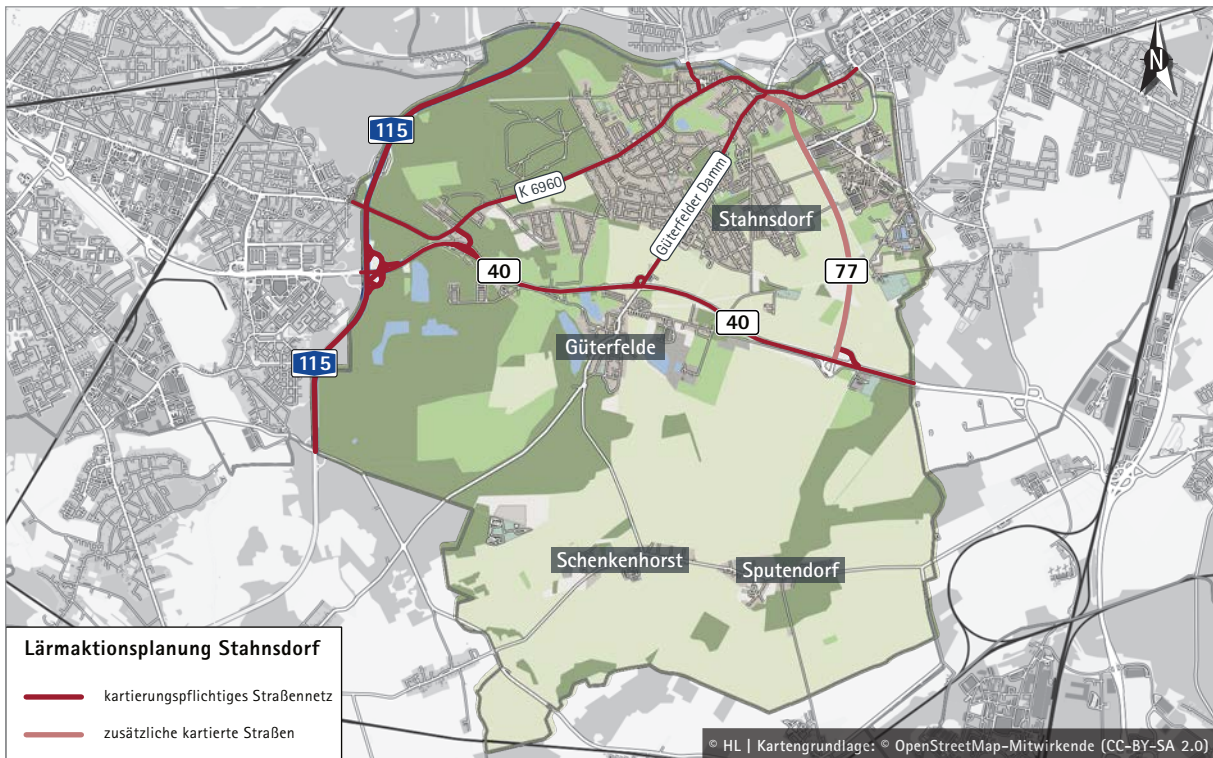 N
115
K 6960
Güterfelder Damm
Stahnsdorf
40
77
40
Güterfelde
115
Schenkenhorst
Sputendorf
Lärmaktionsplanung Stahnsdorf
kartierungspflichtiges Straßennetz
zusätzliche kartierte Straßen
© HL | Kartengrundlage: © OpenStreetMap-Mitwirkende (CC-BY-SA 2.0)